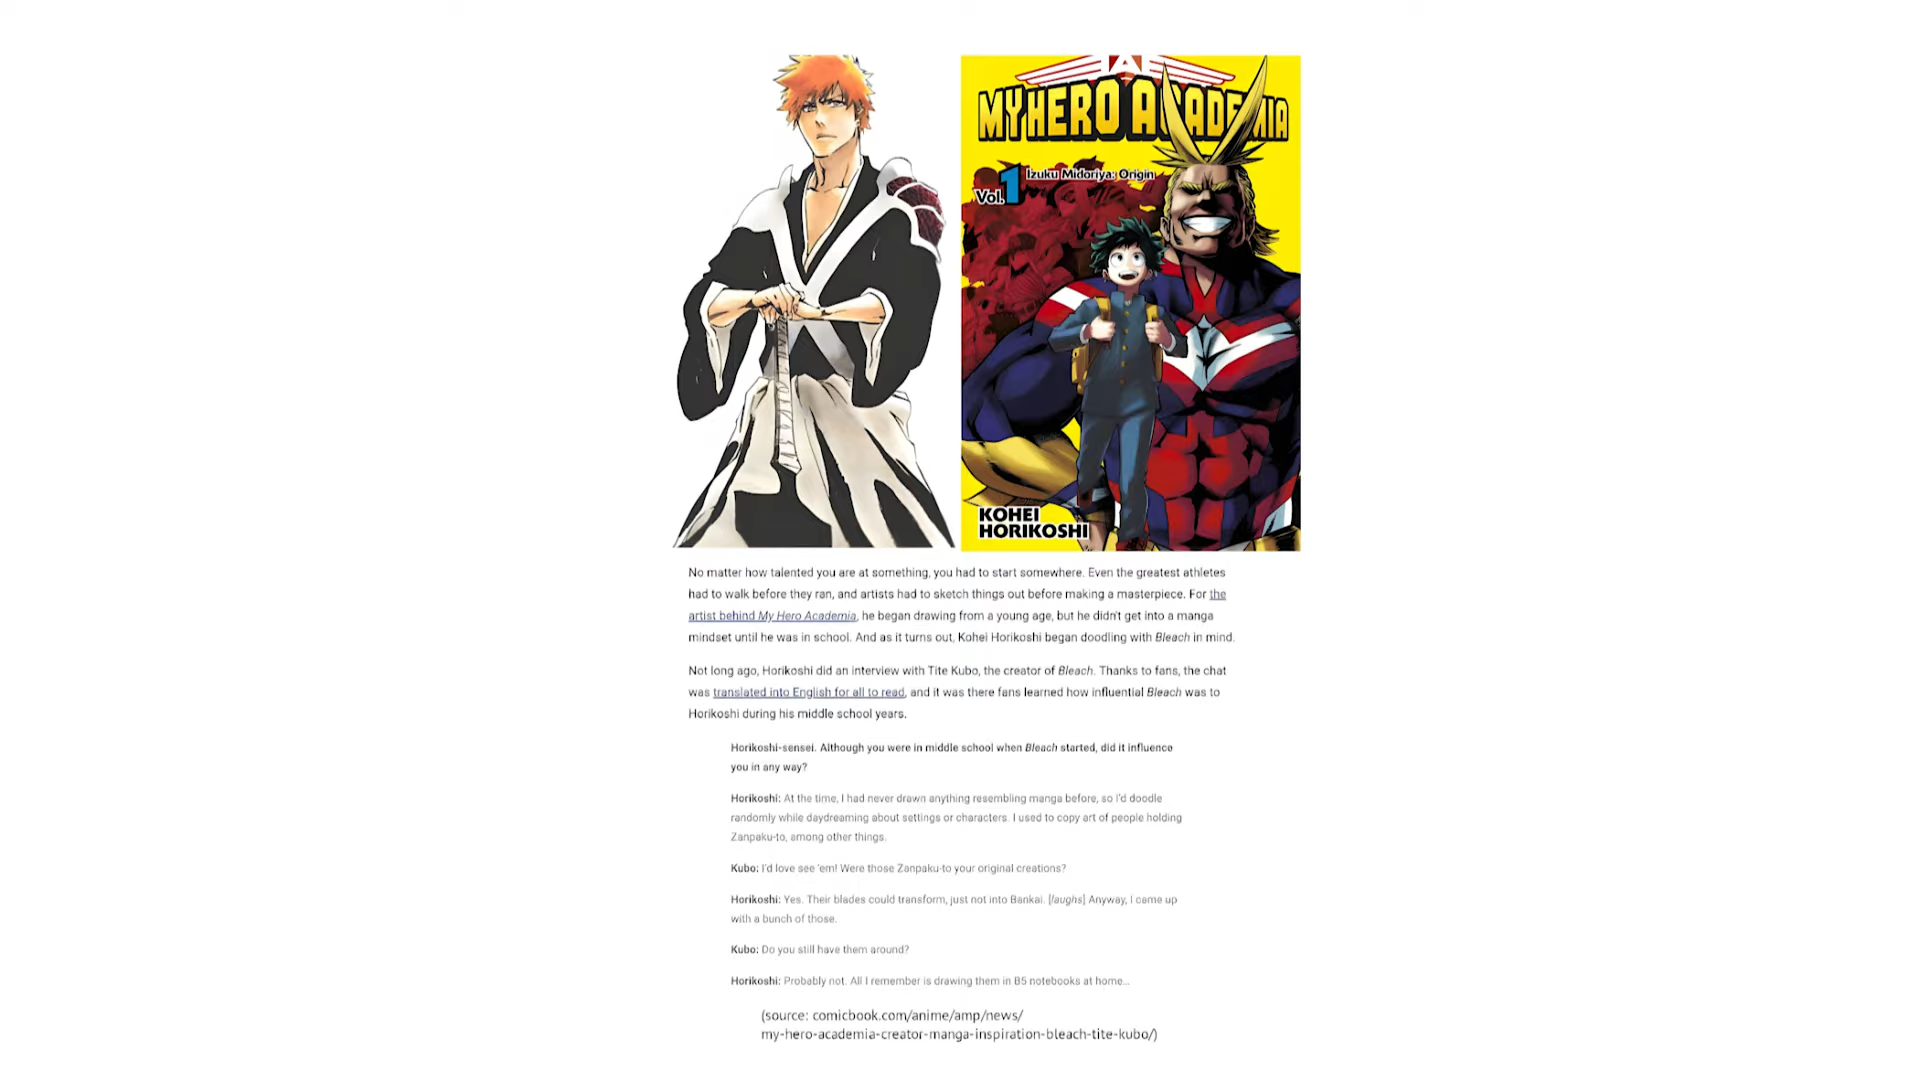 MY HERO ACADEMIA
Vol. 1
Izuku Midoriya: Origin
KOHEI
HORIKOSHI
No matter how talented you are at something, you had to start somewhere. Even the greatest athletes
had to walk before they ran, and artists had to sketch things out before making a masterpiece. For the
artist behind My Hero Academia, he began drawing from a young age, but he didn't get into a manga
mindset until he was in school. And as it turns out, Kohei Horikoshi began doodling with Bleach in mind.
Not long ago, Horikoshi did an interview with Tite Kubo, the creator of Bleach. Thanks to fans, the chat
was translated into English for all to read, and it was there fans learned how influential Bleach was to
Horikoshi during his middle school years.
Horikoshi-sensei. Although you were in middle school when Bleach started, did it influence
you in any way?
Horikoshi: At the time, I had never drawn anything resembling manga before, so I'd doodle
randomly while daydreaming about settings or characters. I used to copy art of people holding
Zanpaku-to, among other things.
Kubo: I'd love see 'em! Were those Zanpaku-to your original creations?
Horikoshi: Yes. Their blades could transform, just not into Bankai. [laughs] Anyway, I came up
with a bunch of those.
Kubo: Do you still have them around?
Horikoshi: Probably not. All I remember is drawing them in B5 notebooks at home...
(source: comicbook.com/anime/amp/news/
my-hero-academia-creator-manga-inspiration-bleach-tite-kubo/)